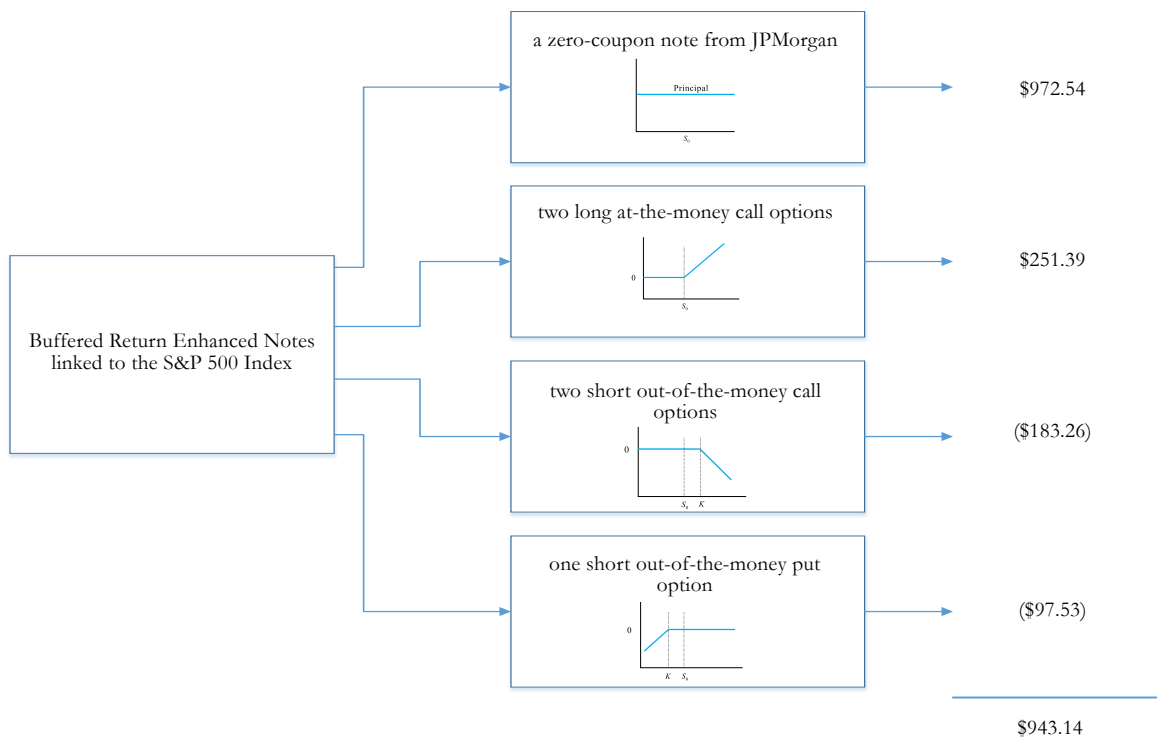 a zero-coupon note from JPMorgan
Principal
S₀
$972.54
two long at-the-money call options
0
S₀
$251.39
Buffered Return Enhanced Notes
linked to the S&P 500 Index
two short out-of-the-money call
options
0
S₀ K
($183.26)
one short out-of-the-money put
option
0
K S₀
($97.53)
$943.14